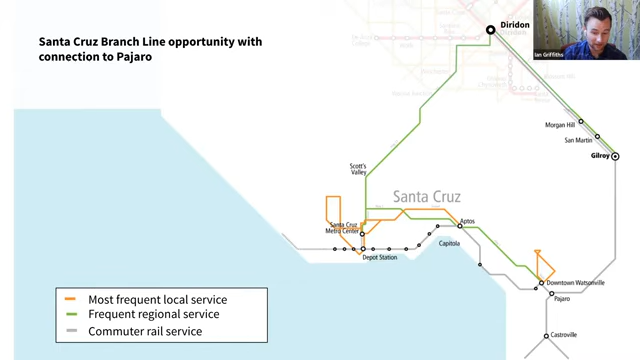 Santa Cruz Branch Line opportunity with
connection to Pajaro
Diridon
Ian Griffiths
Morgan Hill
San Martin
Gilroy
Scott's
Valley
Santa Cruz
Santa Cruz
Metro Center
Aptos
Capitola
Depot Station
Downtown Watsonville
Pajaro
Castroville
Most frequent local service
Frequent regional service
Commuter rail service